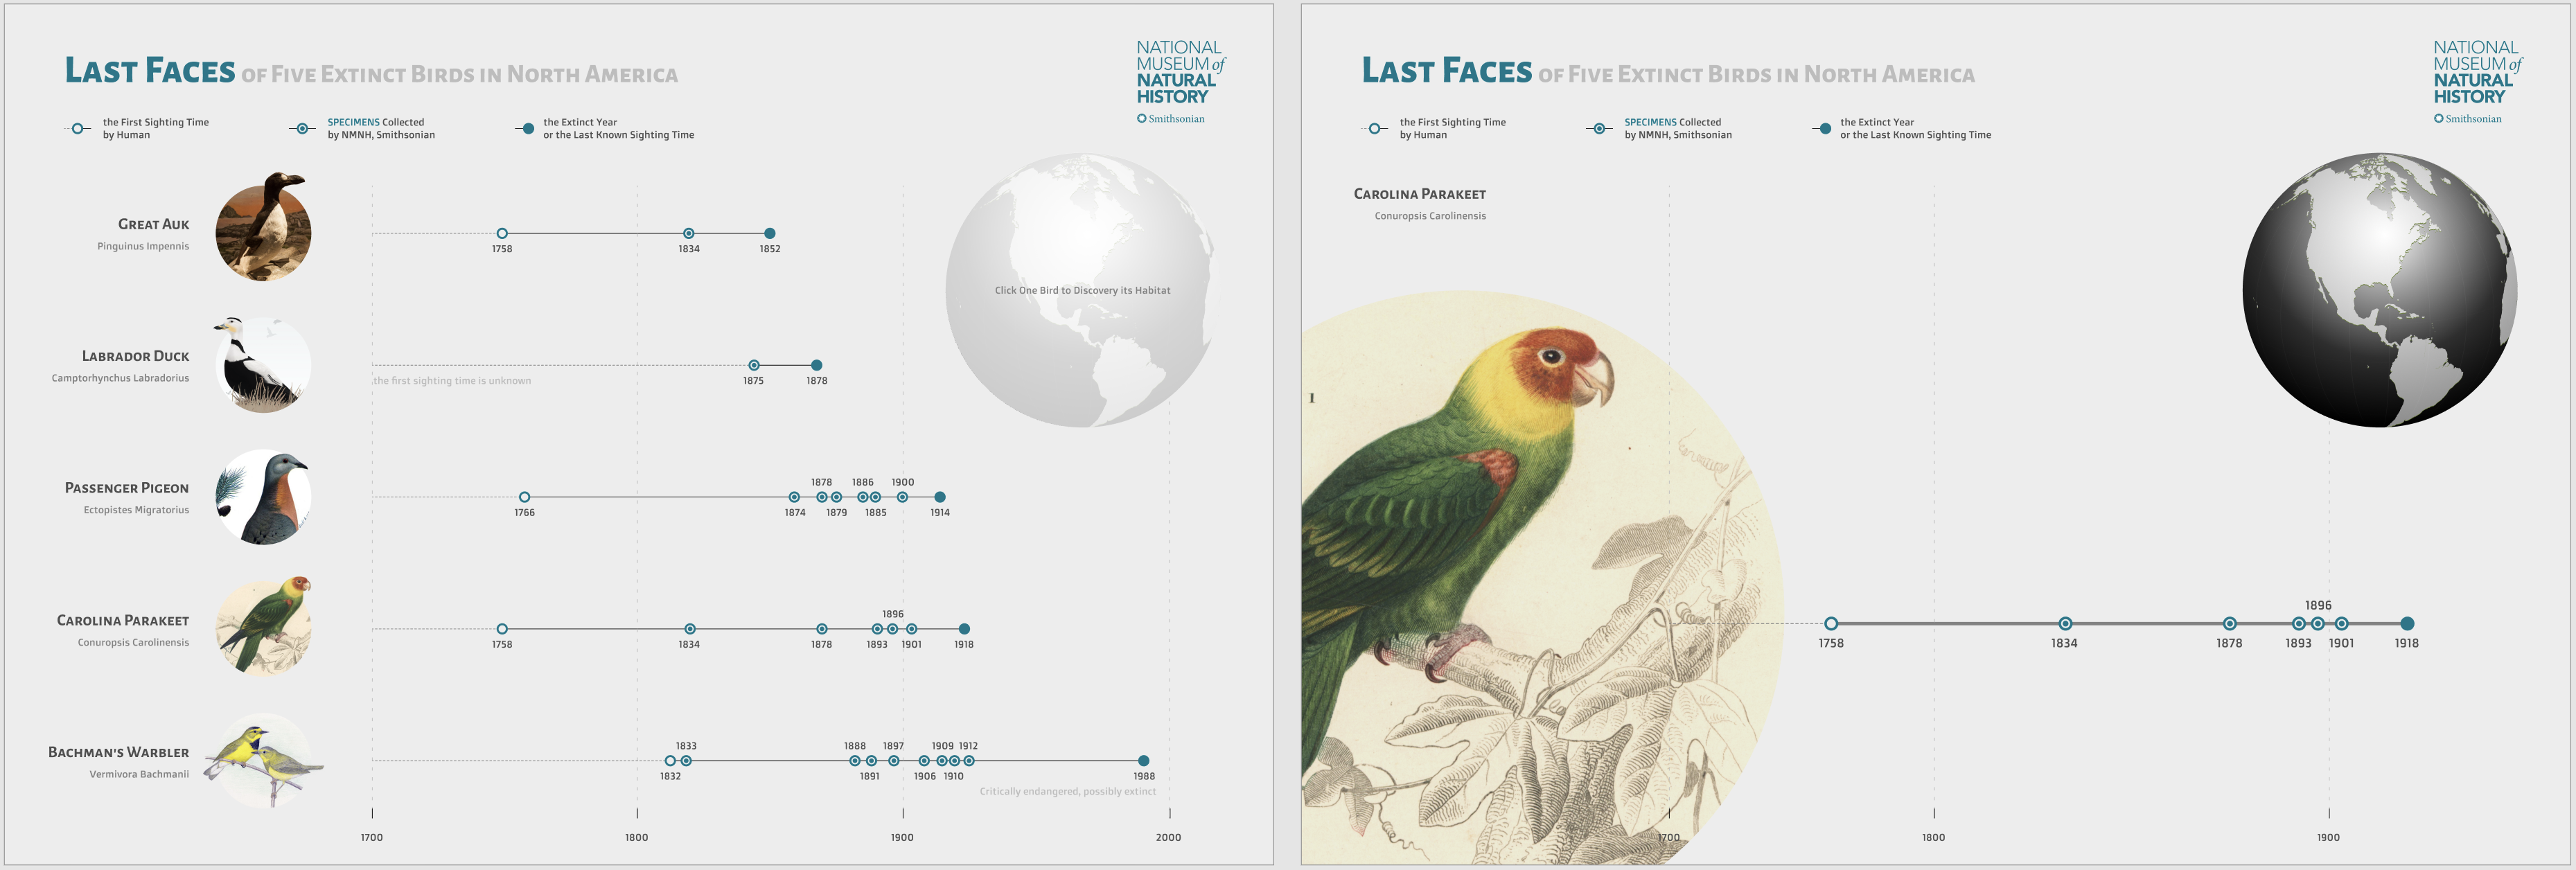 LAST FACES OF FIVE EXTINCT BIRDS IN NORTH AMERICA
NATIONAL
MUSEUM of
NATURAL
HISTORY
Smithsonian
the First Sighting Time
by Human
SPECIMENS Collected
by NMNH, Smithsonian
the Extinct Year
or the Last Known Sighting Time
GREAT AUK
Pinguinus Impennis
1758
1834
1852
Click One Bird to Discovery its Habitat
LABRADOR DUCK
Camptorhynchus Labradorius
the first sighting time is unknown
1875
1878
PASSENGER PIGEON
Ectopistes Migratorius
1878 1886 1900
1766 1874 1879 1885 1914
CAROLINA PARAKEET
Conuropsis Carolinensis
1896
1758 1834 1878 1893 1901 1918
BACHMAN'S WARBLER
Vermivora Bachmanii
1833 1888 1897 1909 1912
1832 1891 1906 1910 1988
Critically endangered, possibly extinct
1700 1800 1900 2000
LAST FACES OF FIVE EXTINCT BIRDS IN NORTH AMERICA
NATIONAL
MUSEUM of
NATURAL
HISTORY
Smithsonian
the First Sighting Time
by Human
SPECIMENS Collected
by NMNH, Smithsonian
the Extinct Year
or the Last Known Sighting Time
CAROLINA PARAKEET
Conuropsis Carolinensis
1
1896
1758 1834 1878 1893 1901 1918
1700 1800 1900